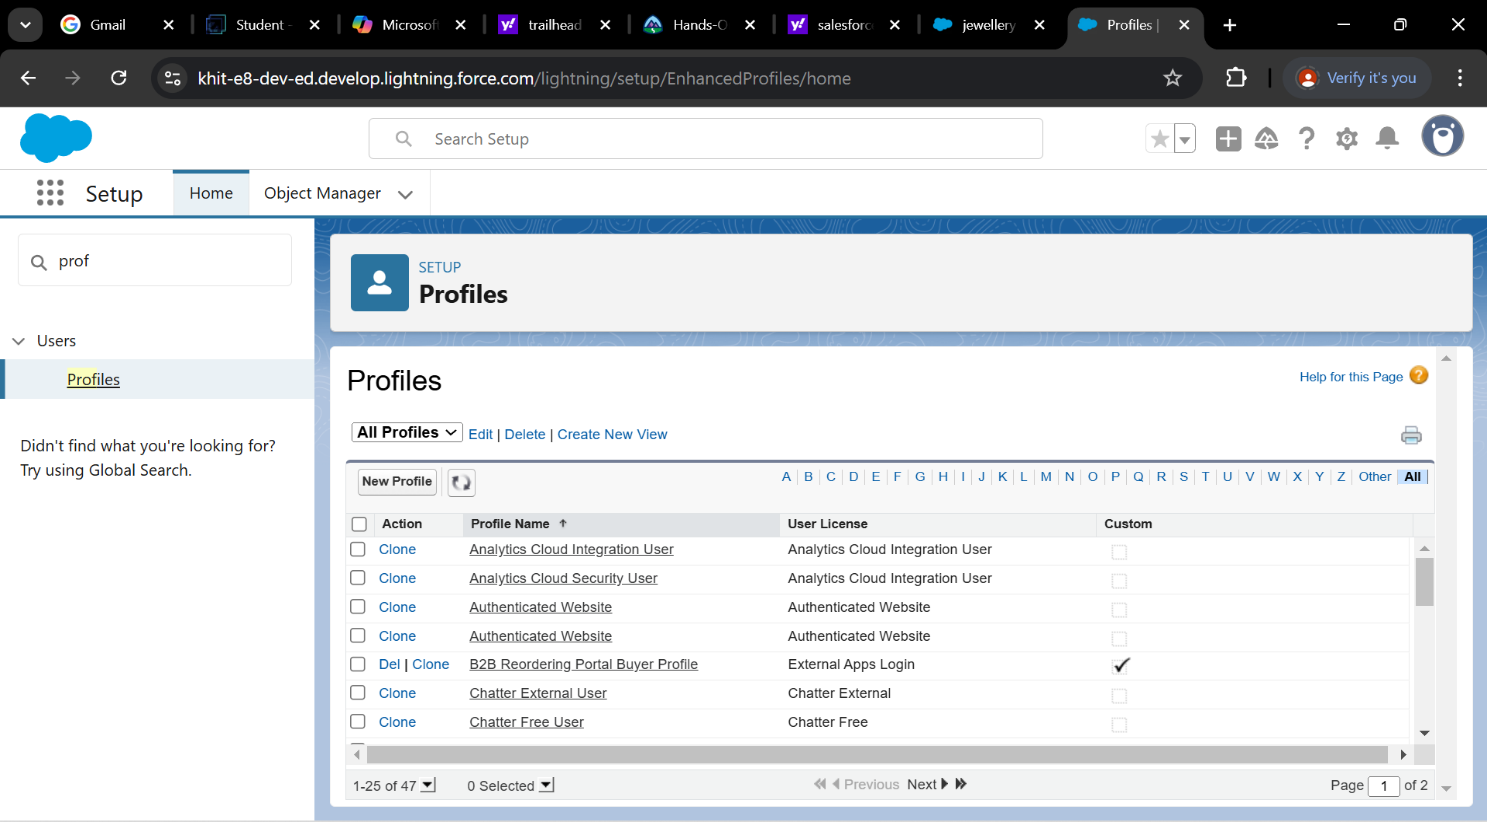 Gmail
Student -
Microsoft
trailhead
Hands-O
salesforc
jewellery
Profiles |
khit-e8-dev-ed.develop.lightning.force.com/lightning/setup/EnhancedProfiles/home
Verify it's you
Search Setup
Setup
Home
Object Manager
prof
Users
Profiles
Didn't find what you're looking for?
Try using Global Search.
SETUP
Profiles
Profiles
Help for this Page ?
All Profiles Edit | Delete | Create New View
New Profile
A | B | C | D | E | F | G | H | I | J | K | L | M | N | O | P | Q | R | S | T | U | V | W | X | Y | Z | Other | All
Action Profile Name ↑ User License Custom
Clone Analytics Cloud Integration User Analytics Cloud Integration User
Clone Analytics Cloud Security User Analytics Cloud Integration User
Clone Authenticated Website Authenticated Website
Clone Authenticated Website Authenticated Website
Del | Clone B2B Reordering Portal Buyer Profile External Apps Login
Clone Chatter External User Chatter External
Clone Chatter Free User Chatter Free
1-25 of 47 0 Selected Previous Next Page 1 of 2